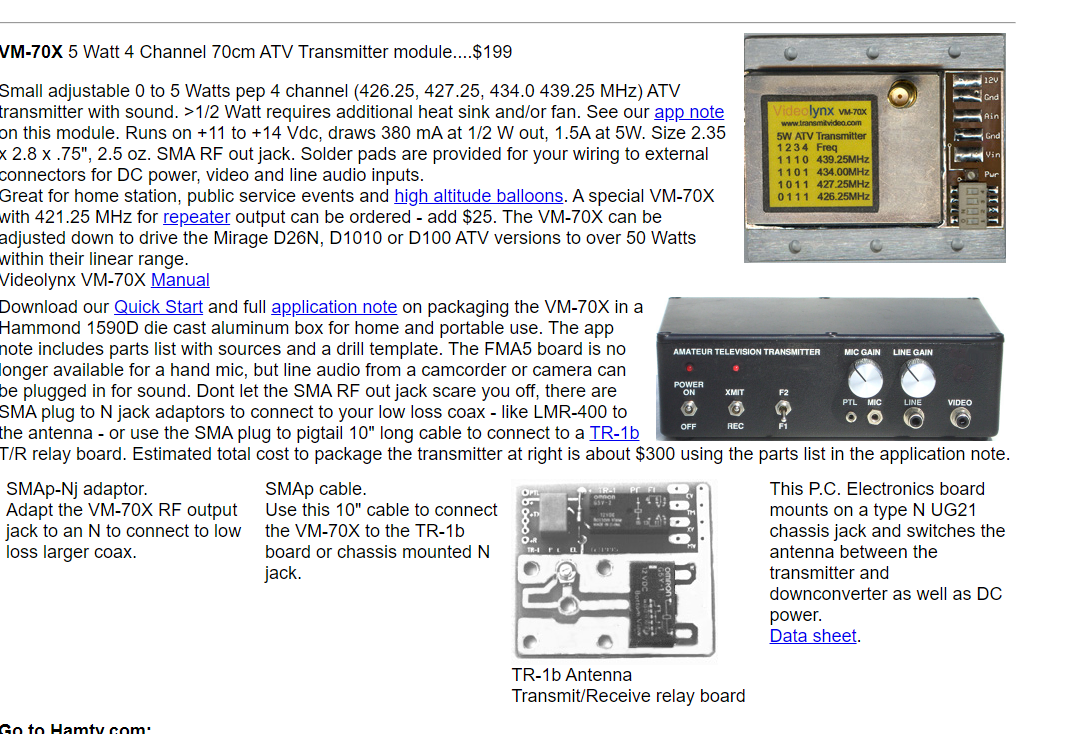 VM-70X 5 Watt 4 Channel 70cm ATV Transmitter module....$199
Small adjustable 0 to 5 Watts pep 4 channel (426.25, 427.25, 434.0 439.25 MHz) ATV
transmitter with sound. >1/2 Watt requires additional heat sink and/or fan. See our app note
on this module. Runs on +11 to +14 Vdc, draws 380 mA at 1/2 W out, 1.5A at 5W. Size 2.35
x 2.8 x .75", 2.5 oz. SMA RF out jack. Solder pads are provided for your wiring to external
connectors for DC power, video and line audio inputs.
Great for home station, public service events and high altitude balloons. A special VM-70X
with 421.25 MHz for repeater output can be ordered - add $25. The VM-70X can be
adjusted down to drive the Mirage D26N, D1010 or D100 ATV versions to over 50 Watts
within their linear range.
Videolynx VM-70X Manual
Videolynx VM-70X
www.transmitvideo.com
5W ATV Transmitter
1 2 3 4 Freq
1 1 1 0 439.25MHz
1 1 0 1 434.00MHz
1 0 1 1 427.25MHz
0 1 1 1 426.25MHz
12V
Gnd
Ain
Gnd
Vin
Pwr
Download our Quick Start and full application note on packaging the VM-70X in a
Hammond 1590D die cast aluminum box for home and portable use. The app
note includes parts list with sources and a drill template. The FMA5 board is no
longer available for a hand mic, but line audio from a camcorder or camera can
be plugged in for sound. Dont let the SMA RF out jack scare you off, there are
SMA plug to N jack adaptors to connect to your low loss coax - like LMR-400 to
the antenna - or use the SMA plug to pigtail 10" long cable to connect to a TR-1b
T/R relay board. Estimated total cost to package the transmitter at right is about $300 using the parts list in the application note.
AMATEUR TELEVISION TRANSMITTER MIC GAIN LINE GAIN
POWER
ON XMIT F2
PTL MIC LINE VIDEO
OFF REC F1
SMAp-Nj adaptor.
Adapt the VM-70X RF output
jack to an N to connect to low
loss larger coax.
SMAp cable.
Use this 10" cable to connect
the VM-70X to the TR-1b
board or chassis mounted N
jack.
TR-1b Antenna
Transmit/Receive relay board
This P.C. Electronics board
mounts on a type N UG21
chassis jack and switches the
antenna between the
transmitter and
downconverter as well as DC
power.
Data sheet.
Go to Hamtv.com: